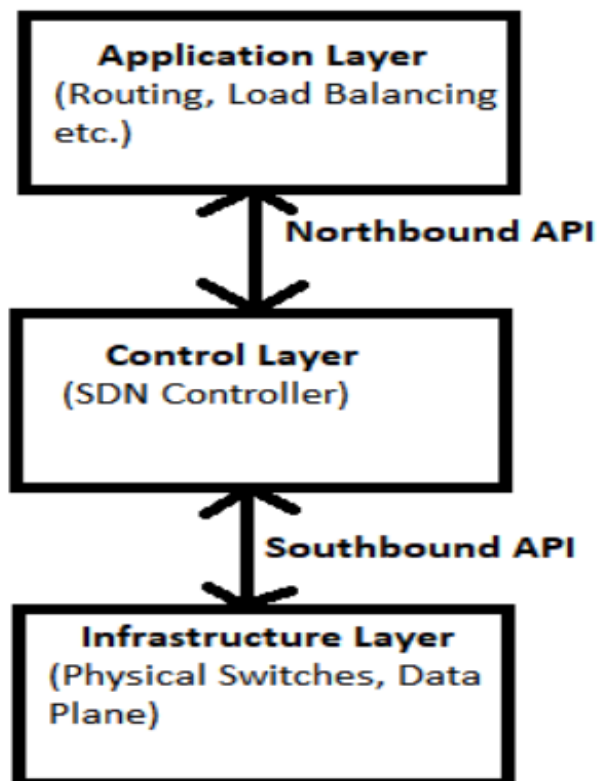 Application Layer
(Routing, Load Balancing
etc.)
Northbound API
Control Layer
(SDN Controller)
Southbound API
Infrastructure Layer
(Physical Switches, Data
Plane)